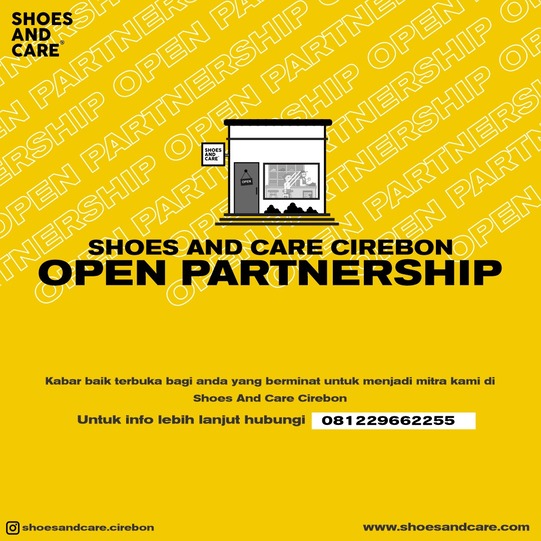 SHOES
AND
CARE®
OPEN PARTNERSHIP OPEN PARTNERSHIP OPEN PARTNERSHIP
SHOES
AND
CARE
OPEN
SHOES AND CARE CIREBON
OPEN PARTNERSHIP
Kabar baik terbuka bagi anda yang berminat untuk menjadi mitra kami di
Shoes And Care Cirebon
Untuk info lebih lanjut hubungi 081229662255
shoesandcare.cirebon
www.shoesandcare.com